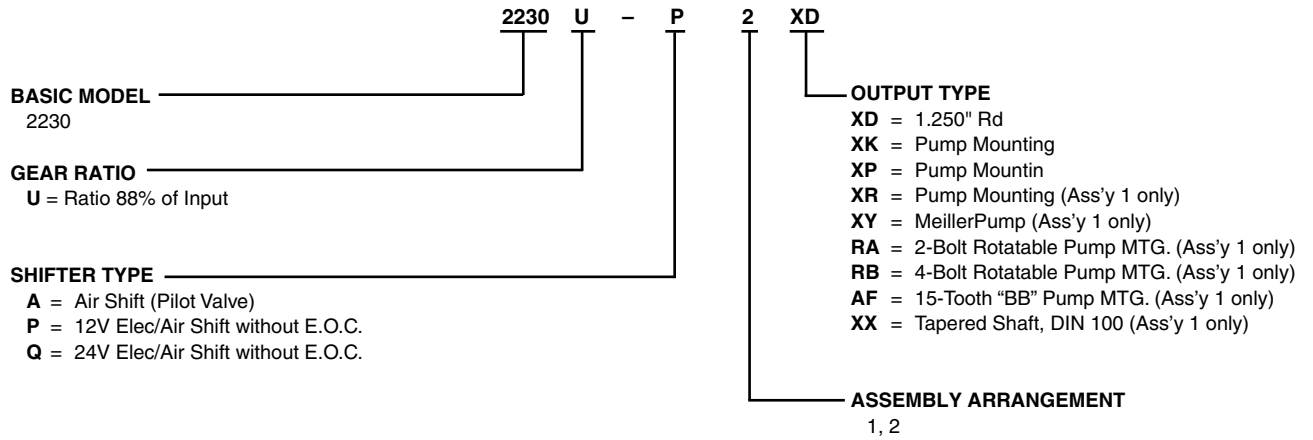 2230 U – P 2 XD
BASIC MODEL
2230
GEAR RATIO
U = Ratio 88% of Input
SHIFTER TYPE
A = Air Shift (Pilot Valve)
P = 12V Elec/Air Shift without E.O.C.
Q = 24V Elec/Air Shift without E.O.C.
OUTPUT TYPE
XD = 1.250" Rd
XK = Pump Mounting
XP = Pump Mountin
XR = Pump Mounting (Ass'y 1 only)
XY = MeillerPump (Ass'y 1 only)
RA = 2-Bolt Rotatable Pump MTG. (Ass'y 1 only)
RB = 4-Bolt Rotatable Pump MTG. (Ass'y 1 only)
AF = 15-Tooth “BB” Pump MTG. (Ass'y 1 only)
XX = Tapered Shaft, DIN 100 (Ass'y 1 only)
ASSEMBLY ARRANGEMENT
1, 2